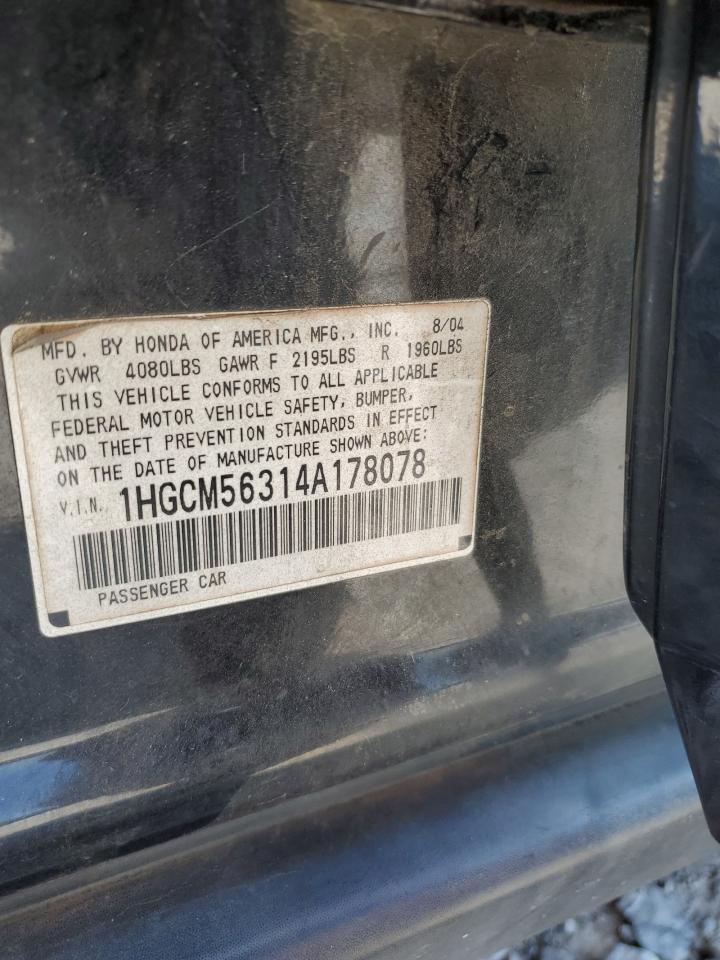 MFD. BY HONDA OF AMERICA MFG., INC. 8/04
GVWR 4080LBS GAWR F 2195LBS R 1960LBS
THIS VEHICLE CONFORMS TO ALL APPLICABLE
FEDERAL MOTOR VEHICLE SAFETY, BUMPER,
AND THEFT PREVENTION STANDARDS IN EFFECT
ON THE DATE OF MANUFACTURE SHOWN ABOVE:
V.I.N. 1HGCM56314A178078
PASSENGER CAR